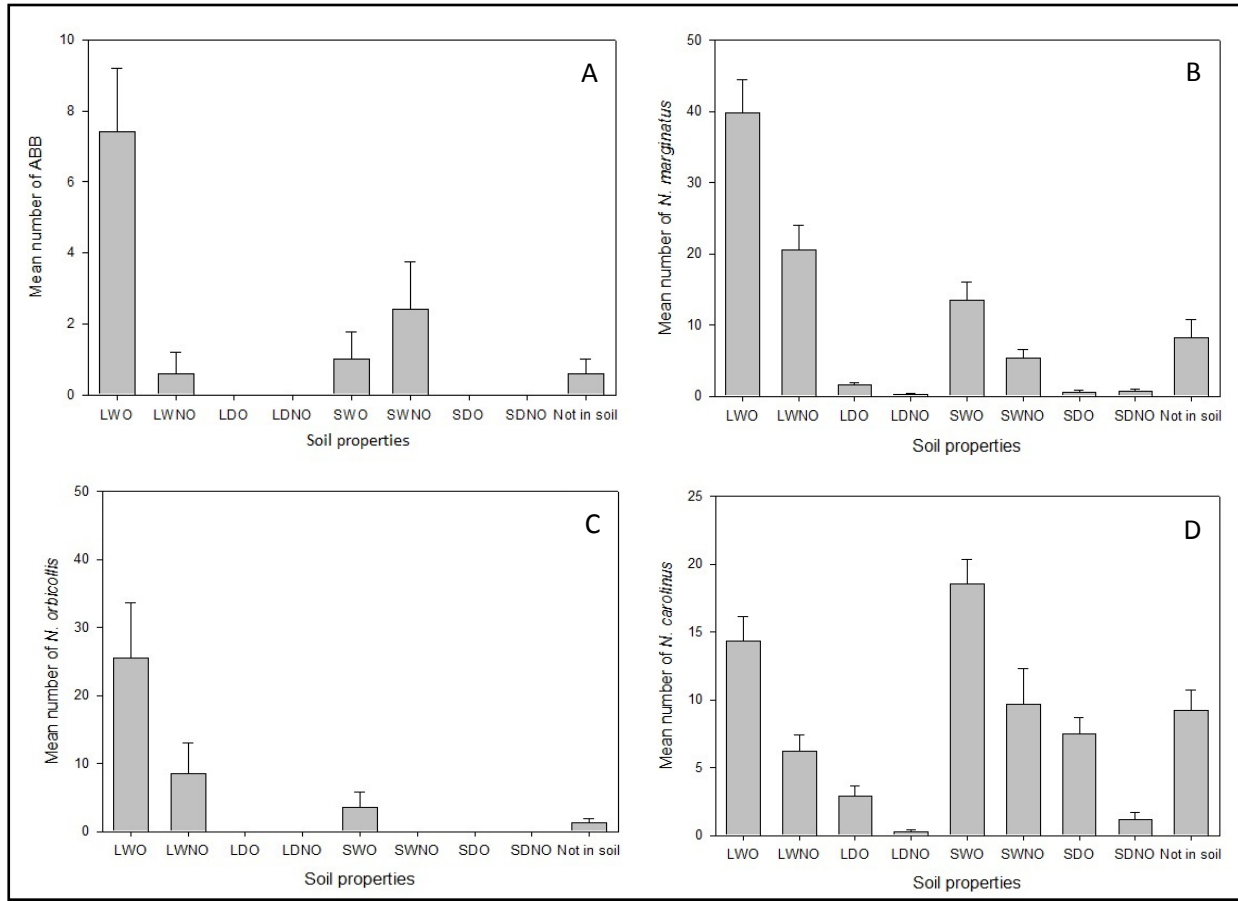 A
Mean number of ABB
10
8
6
4
2
0
LWO LWNO LDO LDNO SWO SWNO SDO SDNO Not in soil
Soil properties
B
Mean number of N. marginatus
50
40
30
20
10
0
LWO LWNO LDO LDNO SWO SWNO SDO SDNO Not in soil
Soil properties
C
Mean number of N. orbicollis
50
40
30
20
10
0
LWO LWNO LDO LDNO SWO SWNO SDO SDNO Not in soil
Soil properties
D
Mean number of N. carolinus
25
20
15
10
5
0
LWO LWNO LDO LDNO SWO SWNO SDO SDNO Not in soil
Soil properties